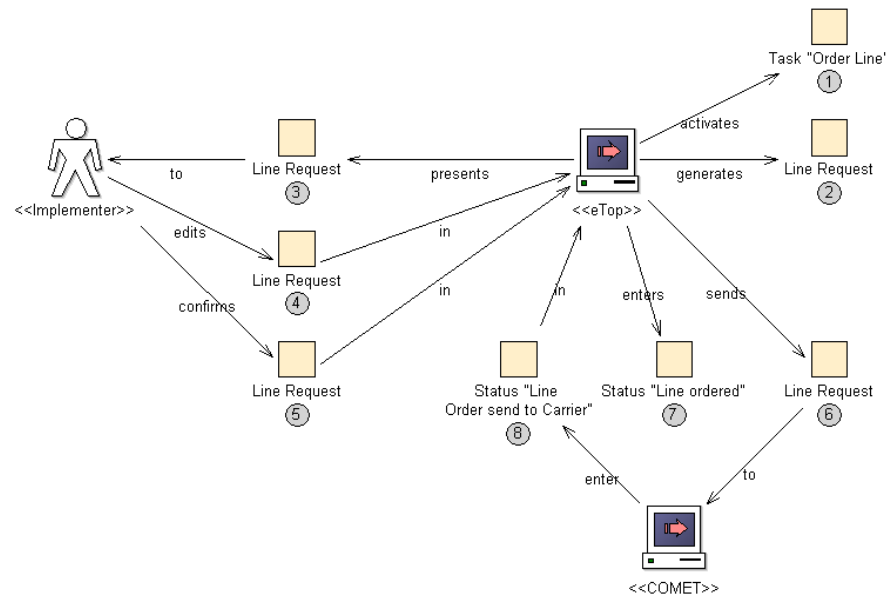 Task "Order Line"
1
activates
Line Request
3
to
presents
generates
Line Request
2
<<Implementer>>
<<eTop>>
edits
in
Line Request
4
confirms
in
in
enters
sends
Line Request
5
Status "Line
Order send to Carrier"
8
Status "Line ordered"
7
Line Request
6
enter
to
<<COMET>>